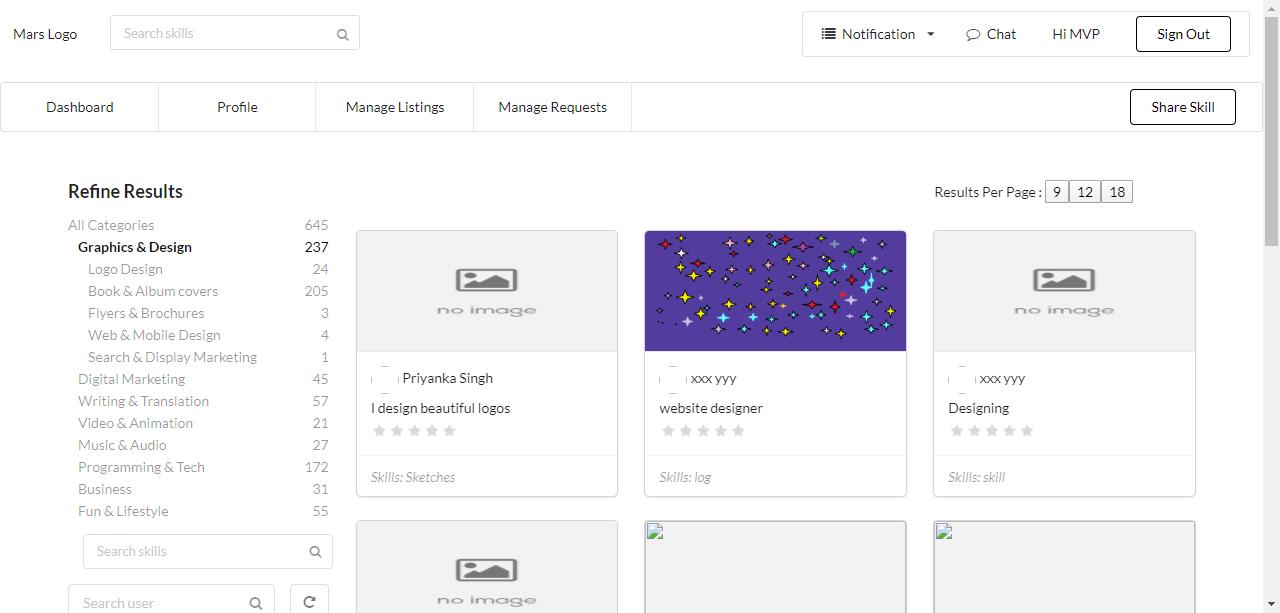 Mars Logo
Search skills
Notification
Chat
Hi MVP
Sign Out
Dashboard
Profile
Manage Listings
Manage Requests
Share Skill
Refine Results
Results Per Page : 9 12 18
All Categories 645
Graphics & Design 237
Logo Design 24
Book & Album covers 205
Flyers & Brochures 3
Web & Mobile Design 4
Search & Display Marketing 1
Digital Marketing 45
Writing & Translation 57
Video & Animation 21
Music & Audio 27
Programming & Tech 172
Business 31
Fun & Lifestyle 55
Search skills
Search user
no image
Priyanka Singh
I design beautiful logos
Skills: Sketches
xxx yyy
website designer
Skills: log
no image
xxx yyy
Designing
Skills: skill
no image